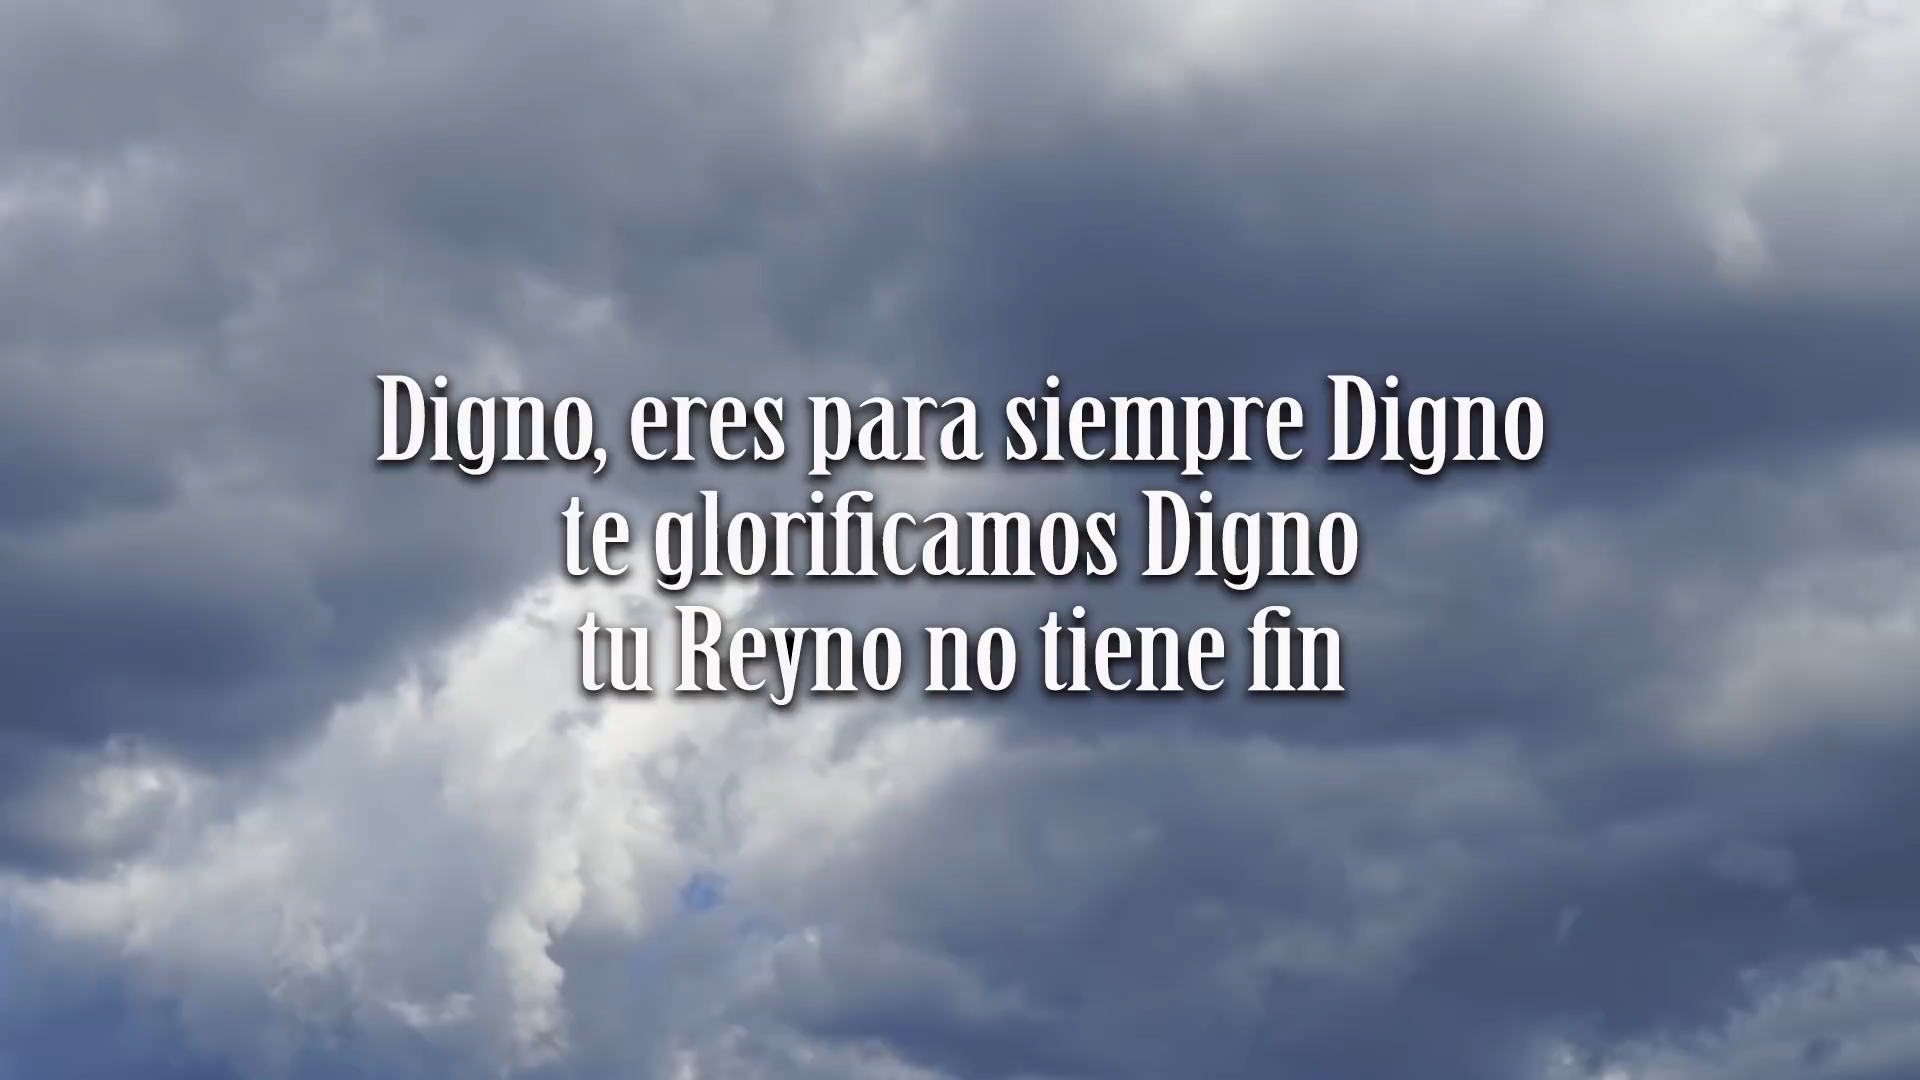 Digno, eres para siempre Digno
te glorificamos Digno
tu Reyno no tiene fin